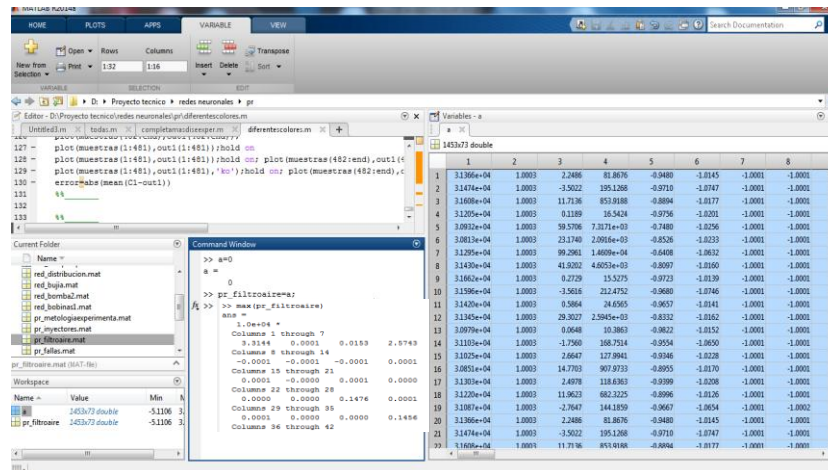 MATLAB R2014a
HOME PLOTS APPS VARIABLE VIEW
Search Documentation
New from Selection
Open
Print
Rows Columns
1:32 1:16
Insert Delete
Transpose
Sort
VARIABLE SELECTION EDIT
D: Proyecto tecnico redes neuronales pr
Editor - D:\Proyecto tecnico\redes neuronales\pr\diferentescolores.m
Untitled3.m todas.m completamasdiseexper.m diferentescolores.m
127 - plot(muestras(1:481),out1(1:481));hold on
128 - plot(muestras(1:481),out1(1:481));hold on; plot(muestras(482:end),out1(4
129 - plot(muestras(1:481),out1(1:481),'ko');hold on; plot(muestras(482:end),c
130 - error=abs(mean(C1-out1))
131 %%
132
133 %%
Current Folder
Name
red_distribucion.mat
red_bujia.mat
red_bomba2.mat
red_bobinas1.mat
pr_metologiaexperimenta.mat
pr_inyectores.mat
pr_filtroaire.mat
pr_fallas.mat
pr_filtroaire.mat (MAT-file)
Workspace
Name Value Min
a 1453x73 double -5.1106 3.
pr_filtroaire 1453x73 double -5.1106 3.
Command Window
>> a=0
a =
0
>> pr_filtroaire=a;
fx >> >> max(pr_filtroaire)
ans =
1.0e+04 *
Columns 1 through 7
3.3144 0.0001 0.0153 2.5743
Columns 8 through 14
-0.0001 -0.0001 -0.0001 0.0001
Columns 15 through 21
0.0001 -0.0000 0.0001 0.0000
Columns 22 through 28
0.0000 0.0000 0.1476 0.0001
Columns 29 through 35
0.0001 0.0000 0.0000 0.1456
Columns 36 through 42
Variables - a
a
1453x73 double
1 2 3 4 5 6 7 8
1 3.1366e+04 1.0003 2.2486 81.8676 -0.9480 -1.0145 -1.0001 -1.0001
2 3.1474e+04 1.0003 -3.5022 195.1268 -0.9710 -1.0747 -1.0001 -1.0001
3 3.1608e+04 1.0003 11.7136 853.9188 -0.8894 -1.0177 -1.0001 -1.0001
4 3.1205e+04 1.0003 0.1189 16.5424 -0.9756 -1.0201 -1.0001 -1.0001
5 3.0932e+04 1.0003 59.5706 7.3171e+03 -0.7480 -1.0256 -1.0001 -1.0001
6 3.0813e+04 1.0003 23.1740 2.0916e+03 -0.8526 -1.0233 -1.0001 -1.0001
7 3.1295e+04 1.0003 99.2961 1.4609e+04 -0.6408 -1.0632 -1.0001 -1.0001
8 3.1430e+04 1.0003 41.9202 4.6053e+03 -0.8097 -1.0160 -1.0001 -1.0001
9 3.1662e+04 1.0003 0.2729 15.5275 -0.9723 -1.0139 -1.0001 -1.0001
10 3.1596e+04 1.0003 -3.5616 212.4752 -0.9680 -1.0746 -1.0001 -1.0001
11 3.1420e+04 1.0003 0.5864 24.6565 -0.9657 -1.0141 -1.0001 -1.0001
12 3.1345e+04 1.0003 29.3027 2.5945e+03 -0.8332 -1.0162 -1.0001 -1.0001
13 3.0979e+04 1.0003 0.0648 10.3863 -0.9822 -1.0152 -1.0001 -1.0001
14 3.1103e+04 1.0003 -1.7560 168.7514 -0.9554 -1.0650 -1.0001 -1.0001
15 3.1025e+04 1.0003 2.6647 127.9941 -0.9346 -1.0228 -1.0001 -1.0001
16 3.0851e+04 1.0003 14.7703 907.9733 -0.8955 -1.0170 -1.0001 -1.0001
17 3.1303e+04 1.0003 2.4978 118.6363 -0.9399 -1.0208 -1.0001 -1.0001
18 3.1220e+04 1.0003 11.9623 682.3225 -0.8996 -1.0126 -1.0001 -1.0001
19 3.1087e+04 1.0003 -2.7647 144.1859 -0.9667 -1.0654 -1.0001 -1.0002
20 3.1366e+04 1.0003 2.2486 81.8676 -0.9480 -1.0145 -1.0001 -1.0001
21 3.1474e+04 1.0003 -3.5022 195.1268 -0.9710 -1.0747 -1.0001 -1.0001
22 3.1608e+04 1.0003 11.7136 853.9188 -0.8894 -1.0177 -1.0001 -1.0001